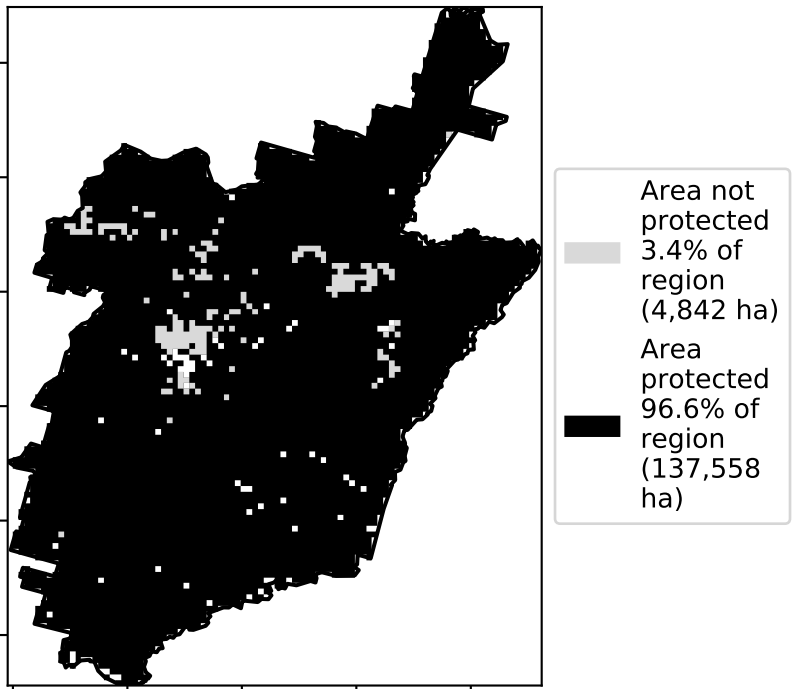 Area not
protected
3.4% of
region
(4,842 ha)
Area
protected
96.6% of
region
(137,558
ha)